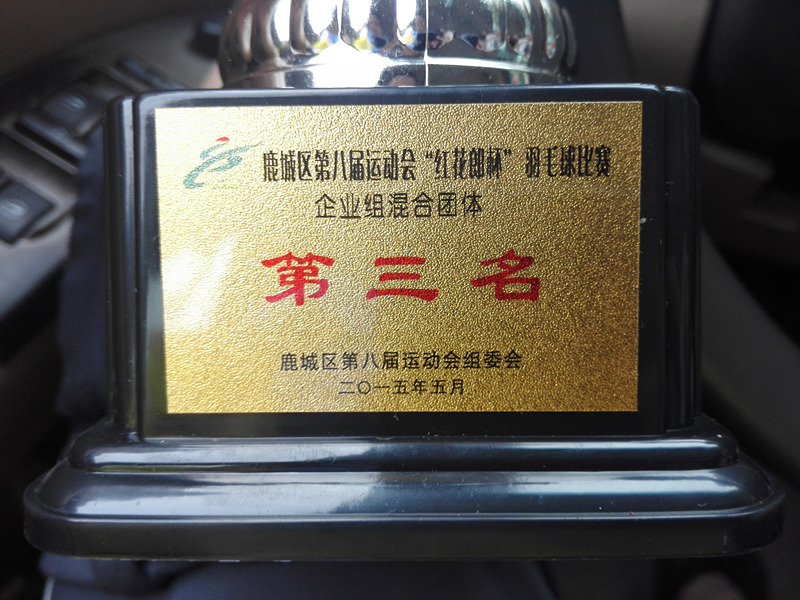 鹿城区第八届运动会“红花郎杯”羽毛球比赛
企业组混合团体
第三名
鹿城区第八届运动会组委会
二〇一五年五月